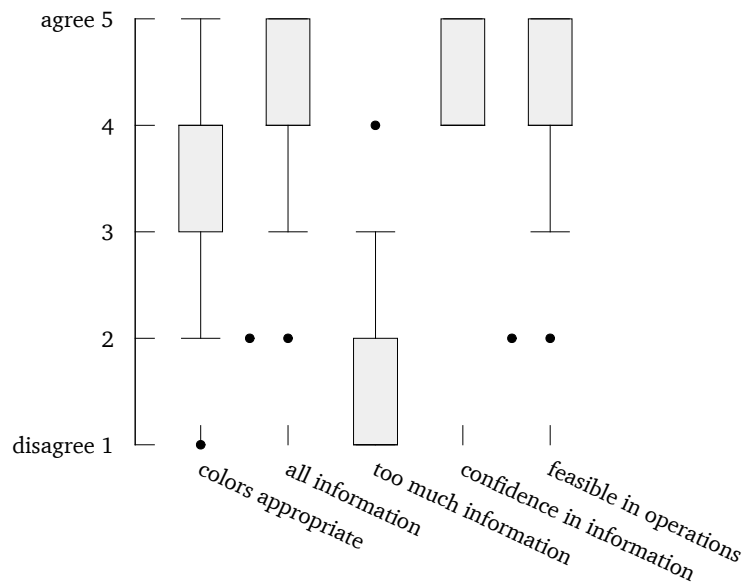 agree 5
4
3
2
disagree 1
colors appropriate
all information
too much information
confidence in information
feasible in operations